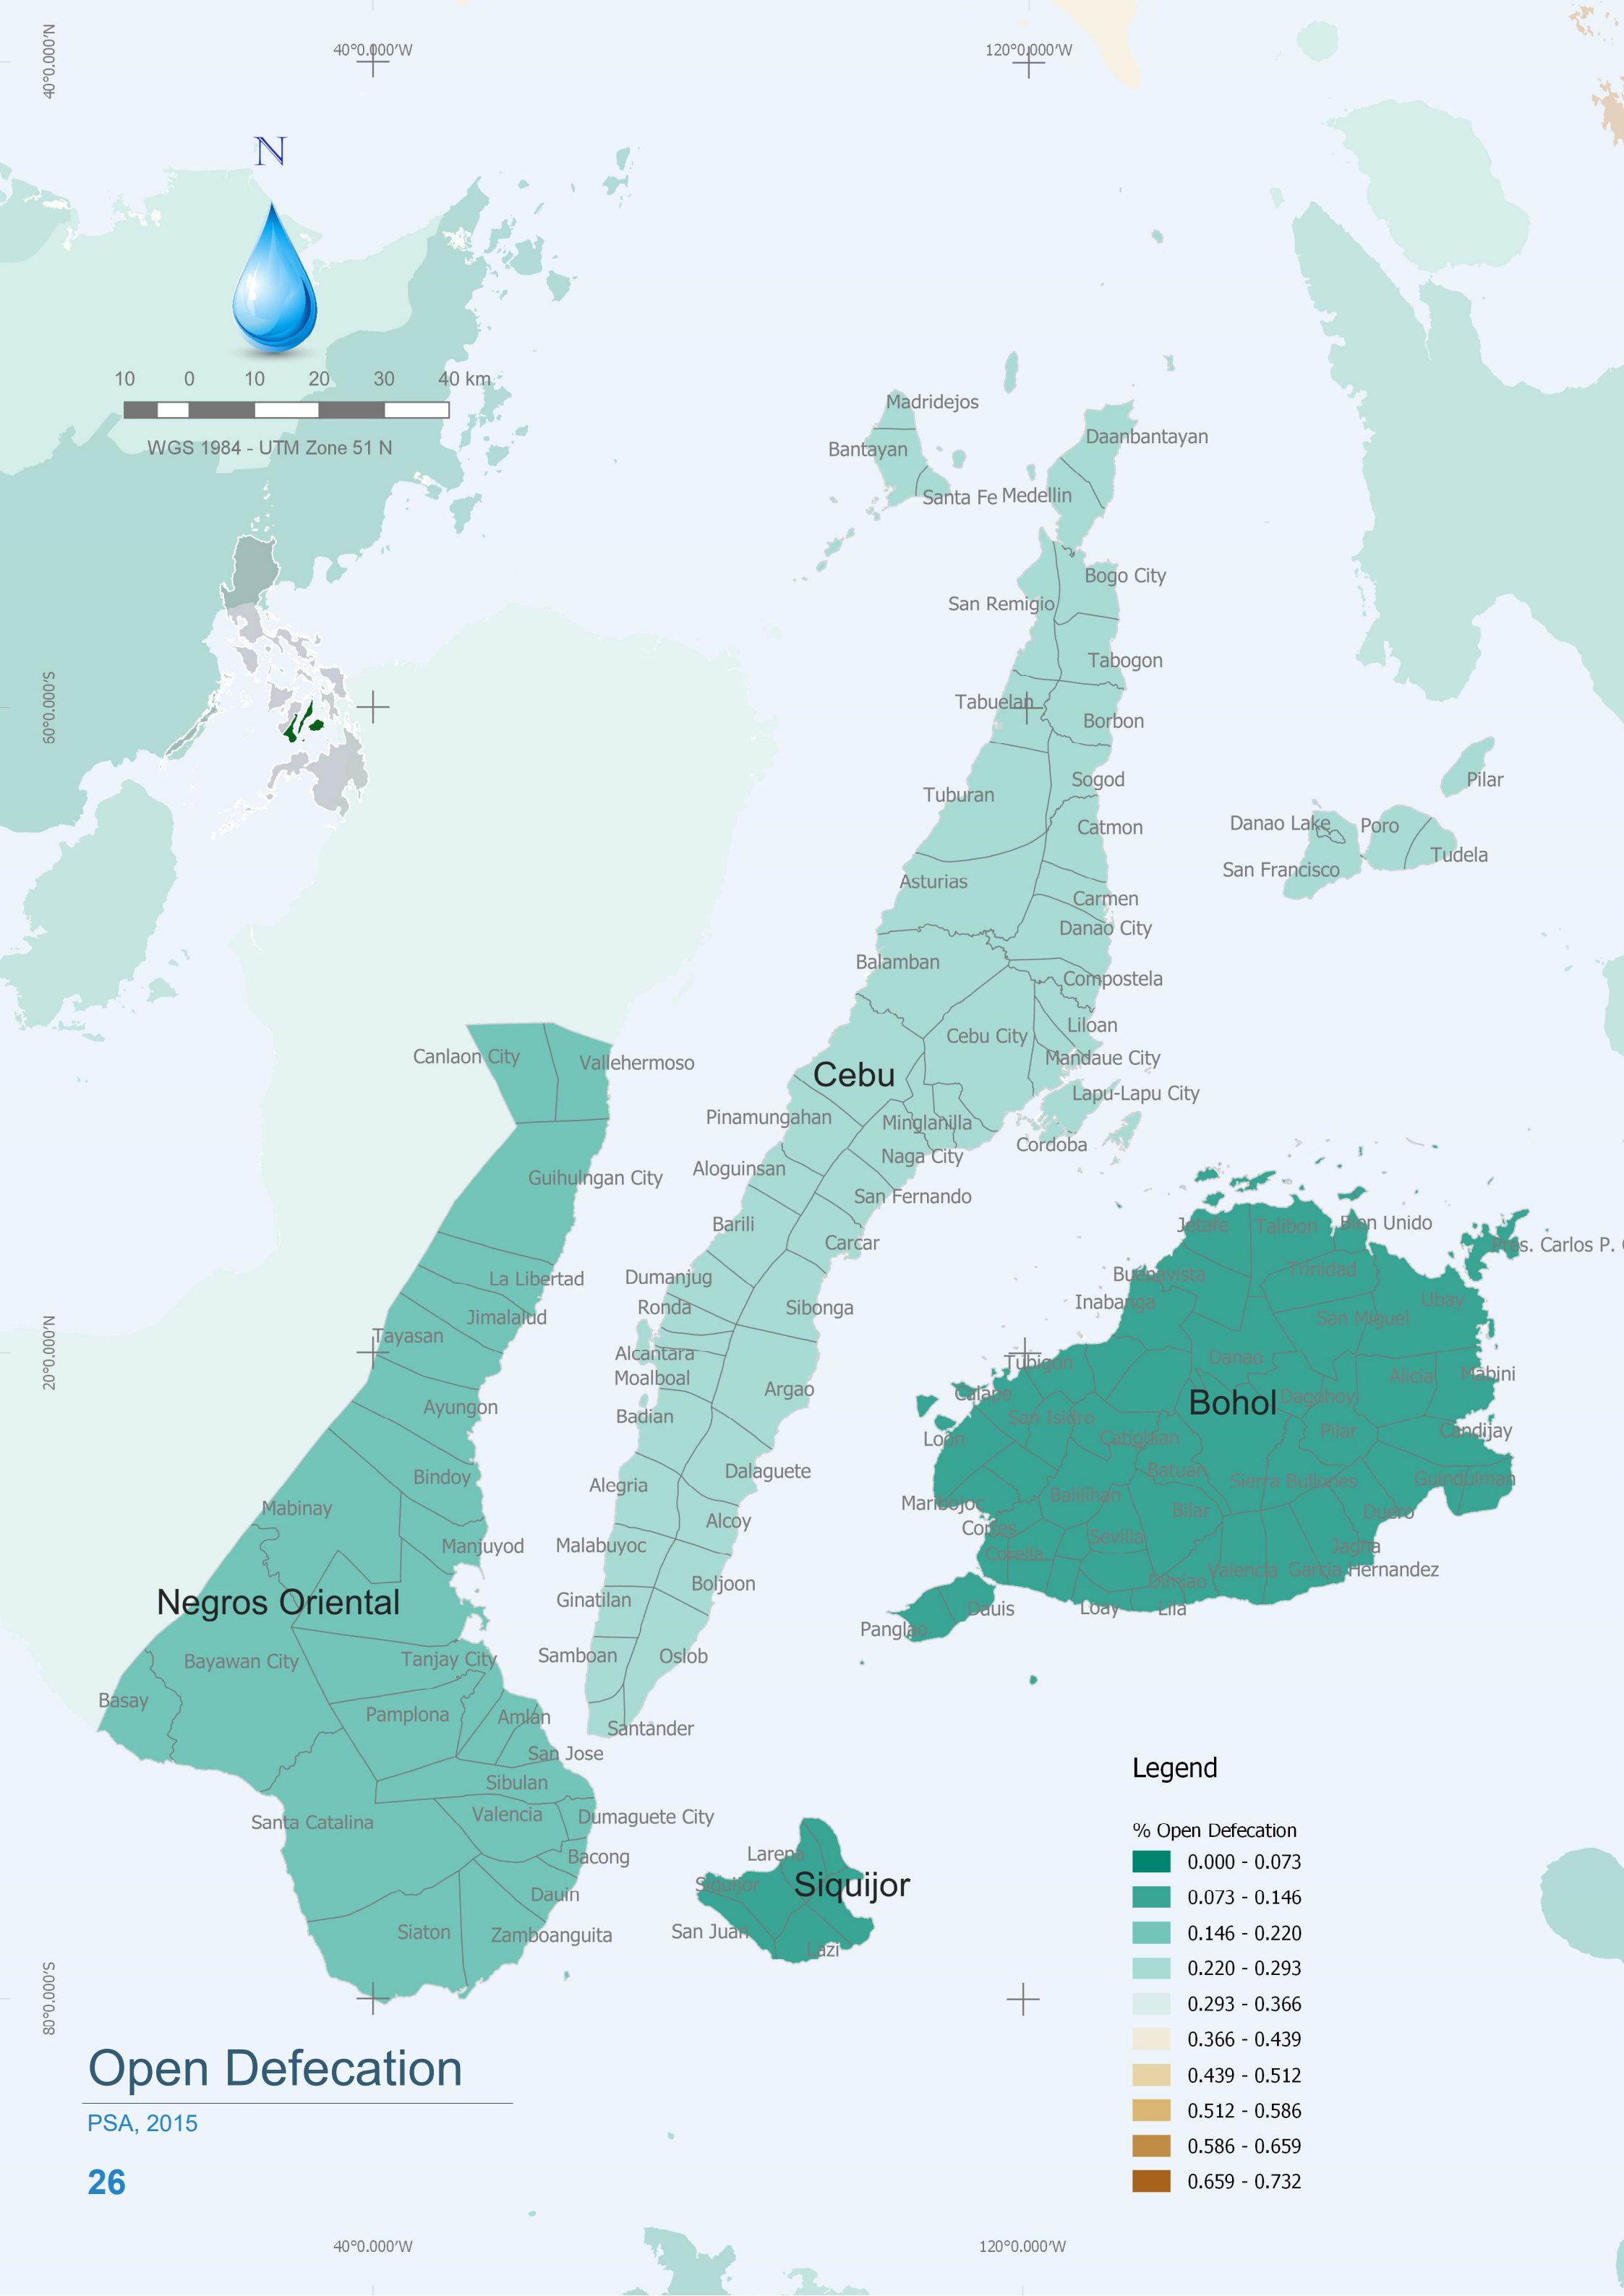 40°0.000'W
120°0.000'W
40°0.000'N
N
10 0 10 20 30 40 km
WGS 1984 - UTM Zone 51 N
Madridejos
Bantayan
Santa Fe
Medellin
Daanbantayan
Bogo City
San Remigio
60°0.000'S
Tabogon
Tabuelan
Borbon
Sogod
Tuburan
Catmon
Pilar
Danao Lake
Poro
Tudela
San Francisco
Asturias
Carmen
Danao City
Balamban
Compostela
Liloan
Cebu City
Mandaue City
Canlaon City
Vallehermoso
Cebu
Lapu-Lapu City
Pinamungahan
Minglanilla
Cordoba
Naga City
Aloguinsan
Guihulngan City
San Fernando
Barili
Carcar
Jetafe
Talibon
Bien Unido
Pres. Carlos P.
La Libertad
Dumanjug
Buenavista
Trinidad
Ronda
Sibonga
Inabanga
Ubay
Jimalalud
San Miguel
Tayasan
20°0.000'N
Alcantara
Tubigon
Danao
Moalboal
Argao
Calape
Bohol
Dagohoy
Alicia
Mabini
Ayungon
Badian
San Isidro
Loon
Catigbian
Pilar
Candijay
Bindoy
Alegria
Dalaguete
Batuan
Sierra Bullones
Guindulman
Mabinay
Maribojoc
Balilihan
Bilar
Duero
Alcoy
Cortes
Sevilla
Manjuyod
Malabuyoc
Corella
Jagna
Boljoon
Dimiao
Valencia
Garcia Hernandez
Negros Oriental
Ginatilan
Dauis
Loay
Lila
Panglao
Samboan
Oslob
Bayawan City
Tanjay City
Basay
Pamplona
Amlan
Santander
San Jose
Sibulan
Santa Catalina
Valencia
Dumaguete City
Bacong
Larena
Siquijor
Siquijor
Dauin
Siaton
Zamboanguita
San Juan
Lazi
80°0.000'S
Legend
% Open Defecation
0.000 - 0.073
0.073 - 0.146
0.146 - 0.220
0.220 - 0.293
0.293 - 0.366
0.366 - 0.439
0.439 - 0.512
0.512 - 0.586
0.586 - 0.659
0.659 - 0.732
Open Defecation
PSA, 2015
26
40°0.000'W
120°0.000'W